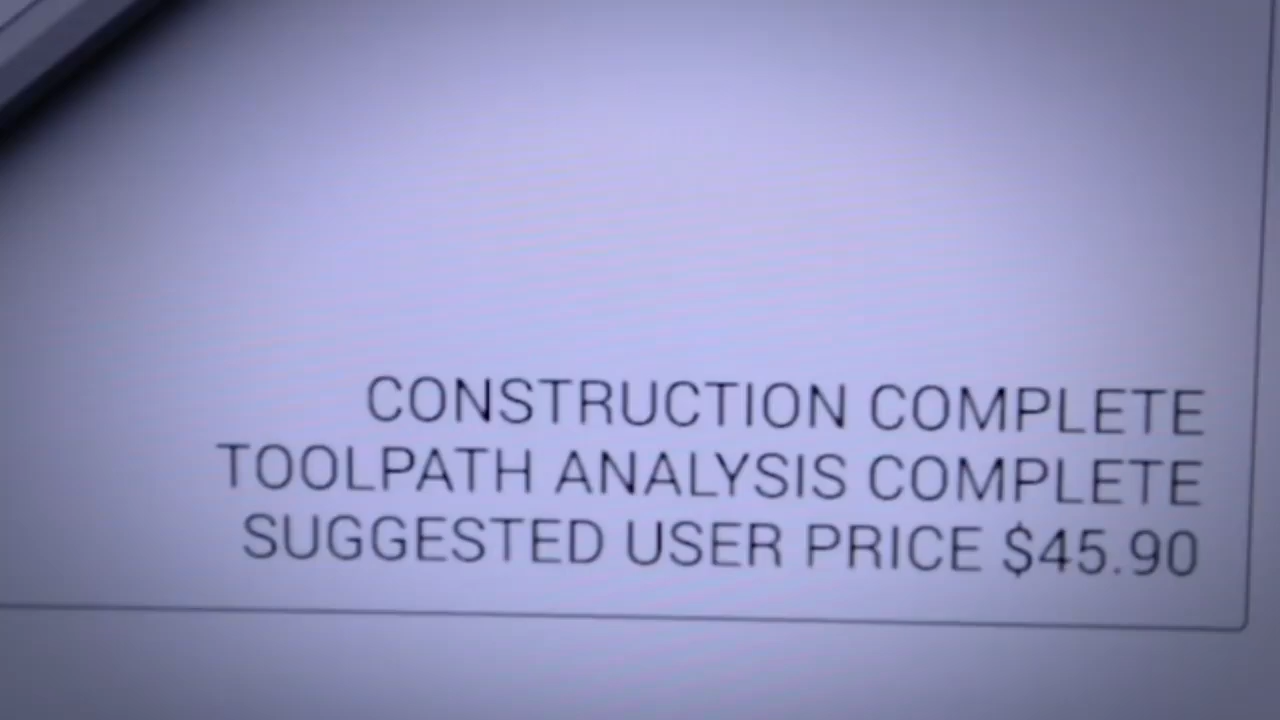 CONSTRUCTION COMPLETE
TOOLPATH ANALYSIS COMPLETE
SUGGESTED USER PRICE $45.90